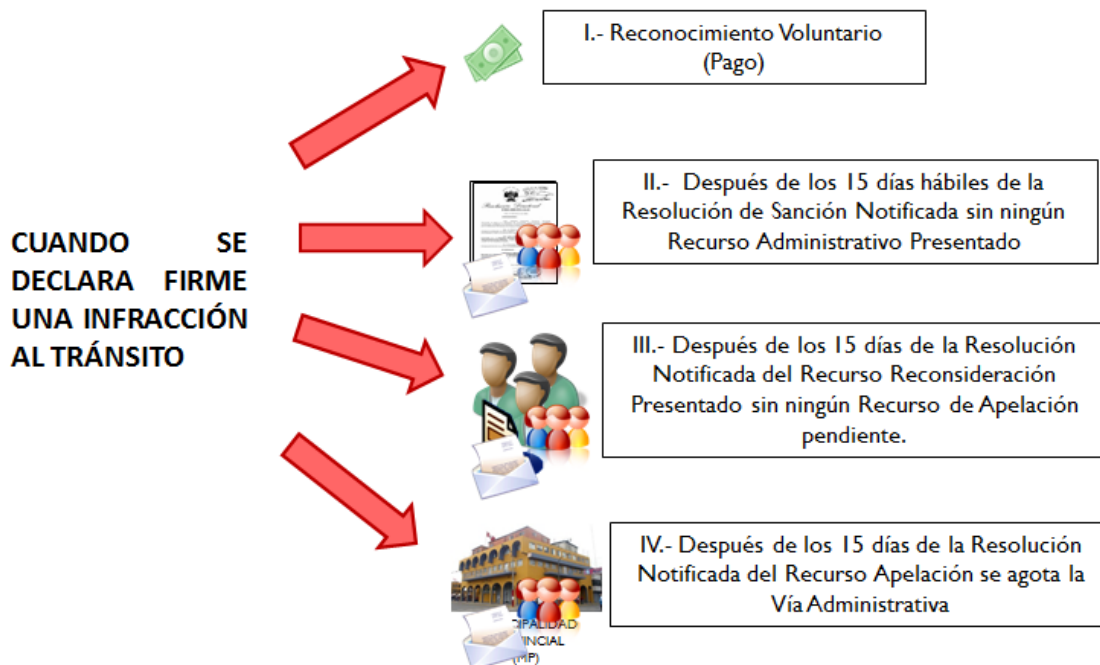 I.- Reconocimiento Voluntario
(Pago)
II.- Después de los 15 días hábiles de la
Resolución de Sanción Notificada sin ningún
Recurso Administrativo Presentado
CUANDO SE
DECLARA FIRME
UNA INFRACCIÓN
AL TRÁNSITO
III.- Después de los 15 días de la Resolución
Notificada del Recurso Reconsideración
Presentado sin ningún Recurso de Apelación
pendiente.
IV.- Después de los 15 días de la Resolución
Notificada del Recurso Apelación se agota la
Vía Administrativa
CIPALIDAD
VINCIAL
(MP)